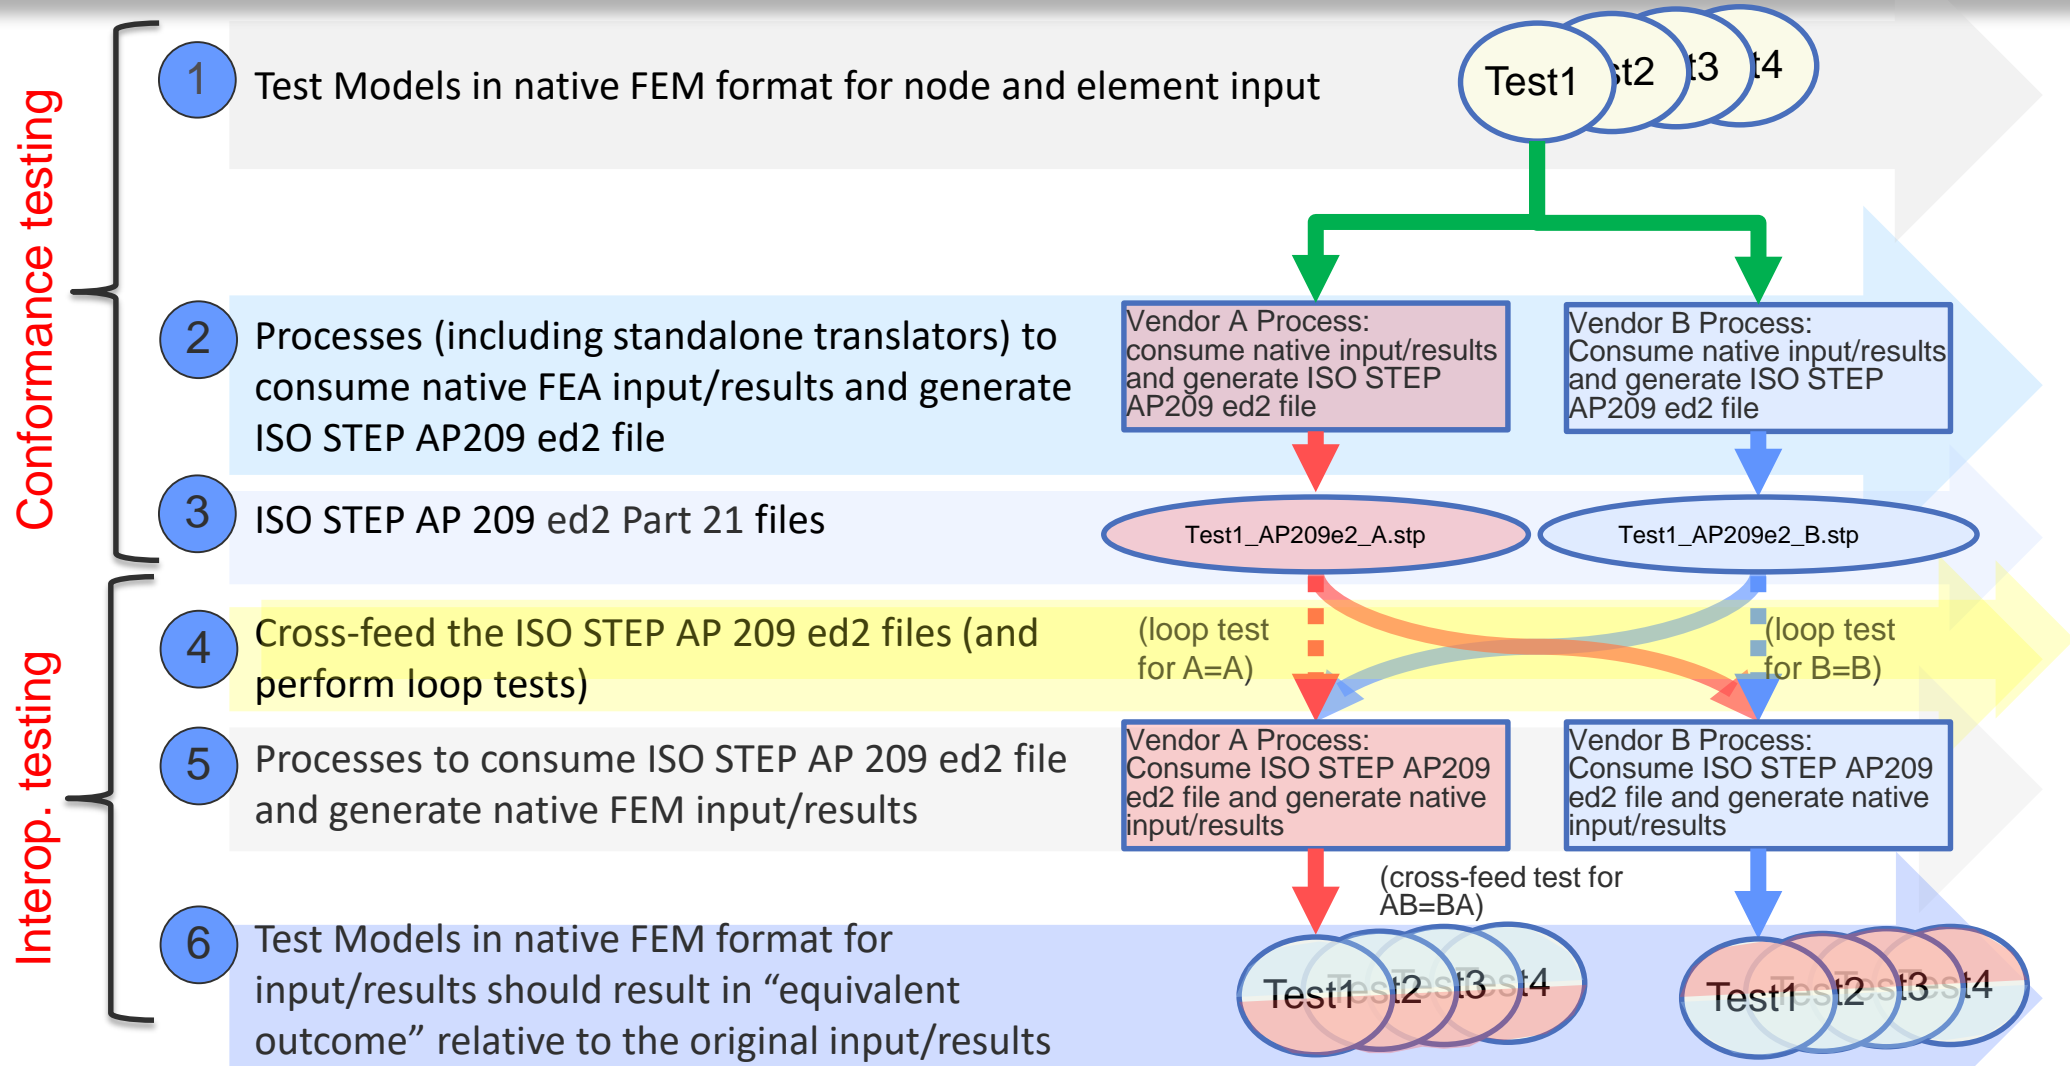 Conformance testing
1
Test Models in native FEM format for node and element input
Test1
st2
t3
t4
2
Processes (including standalone translators) to
consume native FEA input/results and generate
ISO STEP AP209 ed2 file
Vendor A Process:
consume native input/results
and generate ISO STEP
AP209 ed2 file
Vendor B Process:
Consume native input/results
and generate ISO STEP
AP209 ed2 file
3
ISO STEP AP 209 ed2 Part 21 files
Test1_AP209e2_A.stp
Test1_AP209e2_B.stp
Interop. testing
4
Cross-feed the ISO STEP AP 209 ed2 files (and
perform loop tests)
(loop test
for A=A)
(loop test
for B=B)
5
Processes to consume ISO STEP AP 209 ed2 file
and generate native FEM input/results
Vendor A Process:
Consume ISO STEP AP209
ed2 file and generate native
input/results
Vendor B Process:
Consume ISO STEP AP209
ed2 file and generate native
input/results
(cross-feed test for
AB=BA)
6
Test Models in native FEM format for
input/results should result in “equivalent
outcome” relative to the original input/results
Test1
Test2
Test3
Test4
Test1
Test2
Test3
Test4